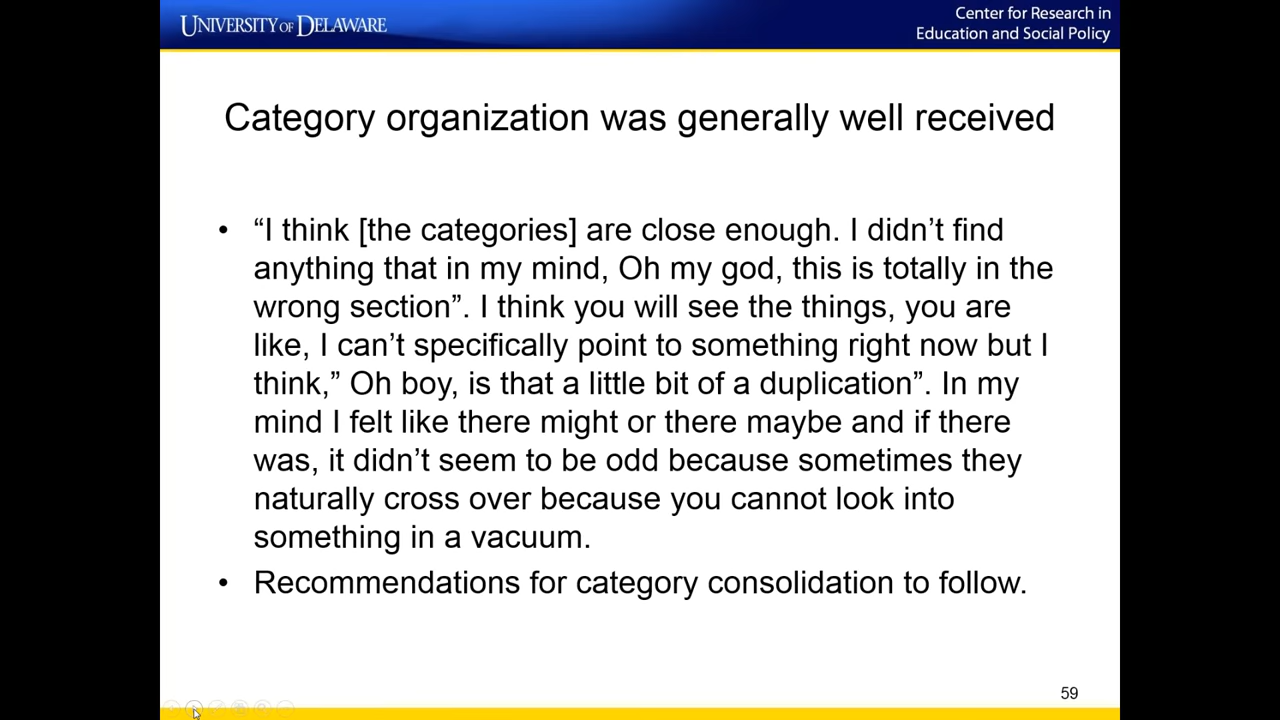 UNIVERSITY OF DELAWARE
Center for Research in
Education and Social Policy
Category organization was generally well received
• “I think [the categories] are close enough. I didn’t find
anything that in my mind, Oh my god, this is totally in the
wrong section”. I think you will see the things, you are
like, I can’t specifically point to something right now but I
think,” Oh boy, is that a little bit of a duplication”. In my
mind I felt like there might or there maybe and if there
was, it didn’t seem to be odd because sometimes they
naturally cross over because you cannot look into
something in a vacuum.
• Recommendations for category consolidation to follow.
59